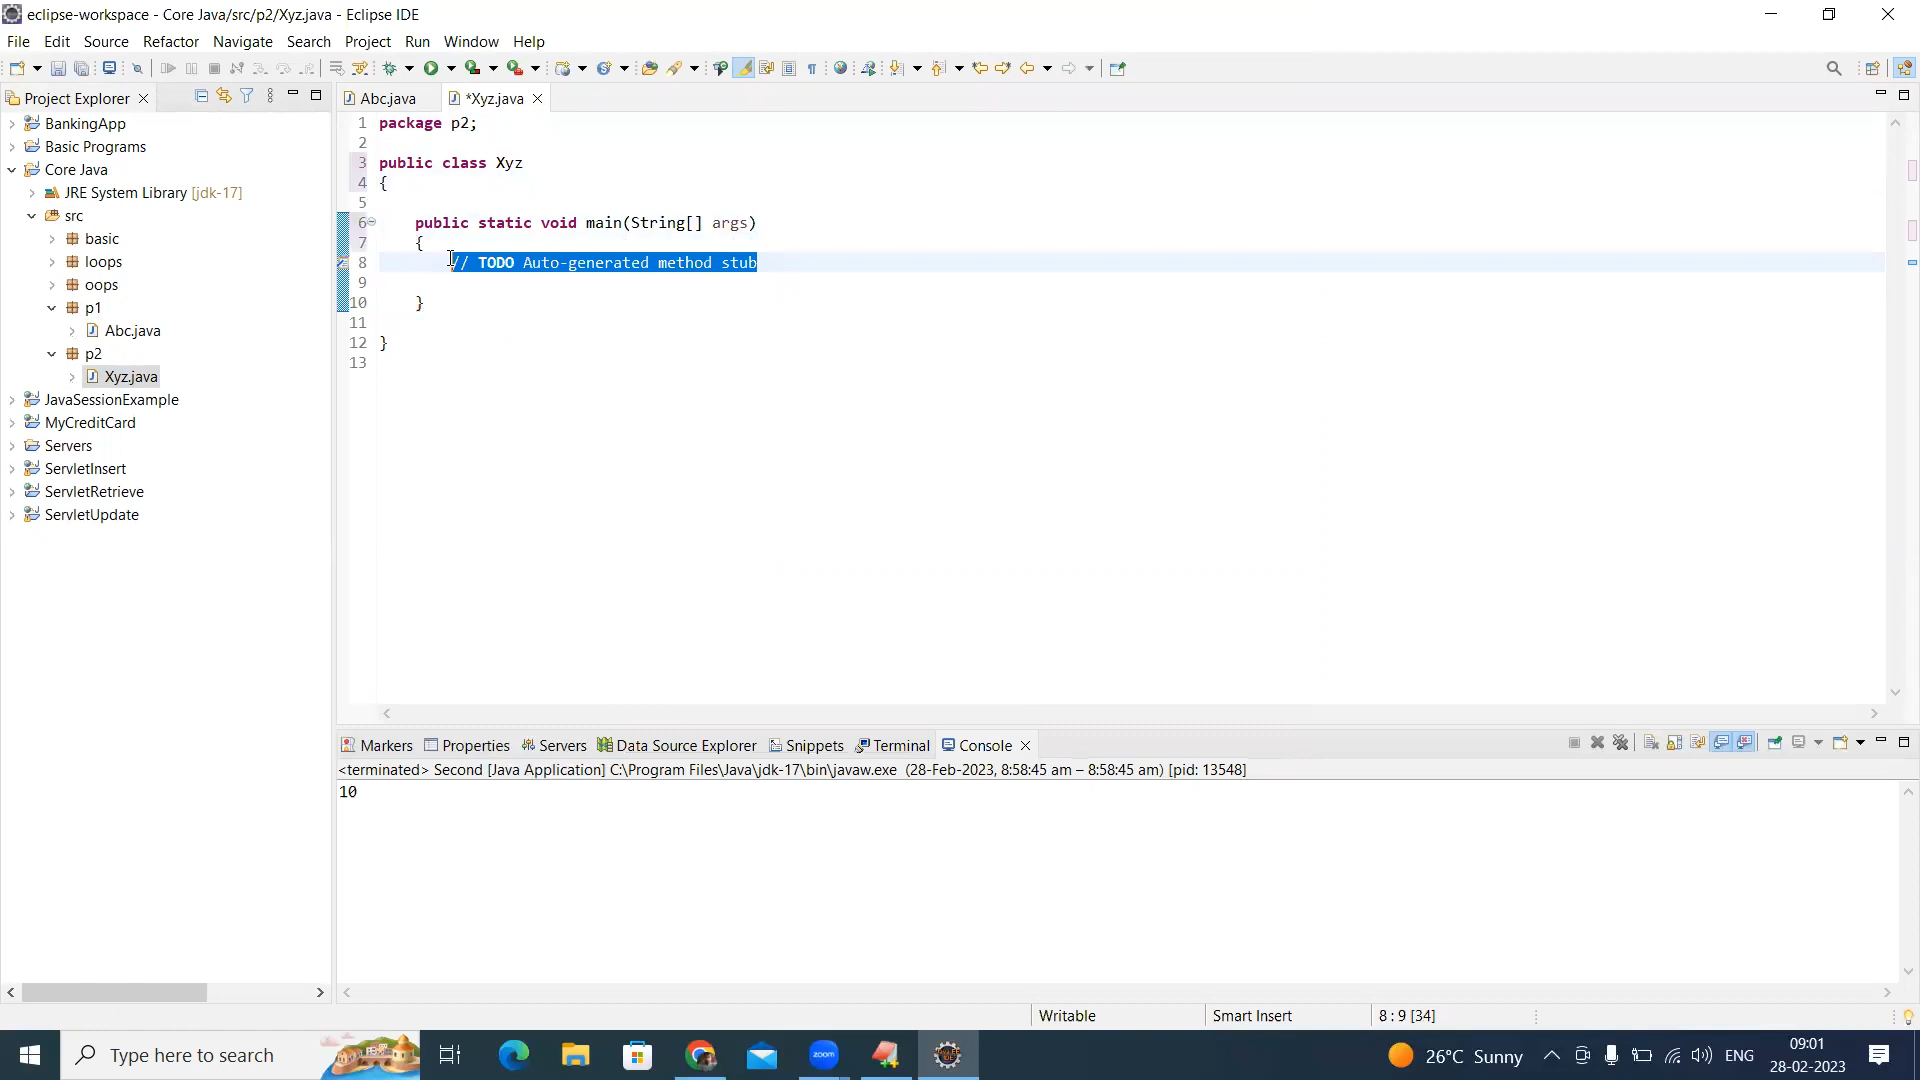 eclipse-workspace - Core Java/src/p2/Xyz.java - Eclipse IDE
File Edit Source Refactor Navigate Search Project Run Window Help
Project Explorer
BankingApp
Basic Programs
Core Java
JRE System Library [jdk-17]
src
basic
loops
oops
p1
Abc.java
p2
Xyz.java
JavaSessionExample
MyCreditCard
Servers
ServletInsert
ServletRetrieve
ServletUpdate
Abc.java *Xyz.java
1 package p2;
2
3 public class Xyz
4 {
5
6 public static void main(String[] args)
7 {
8 // TODO Auto-generated method stub
9
10 }
11
12 }
13
Markers Properties Servers Data Source Explorer Snippets Terminal Console
<terminated> Second [Java Application] C:\Program Files\Java\jdk-17\bin\javaw.exe (28-Feb-2023, 8:58:45 am – 8:58:45 am) [pid: 13548]
10
Writable Smart Insert 8 : 9 [34]
Type here to search zoom 26°C Sunny ENG 09:01
28-02-2023